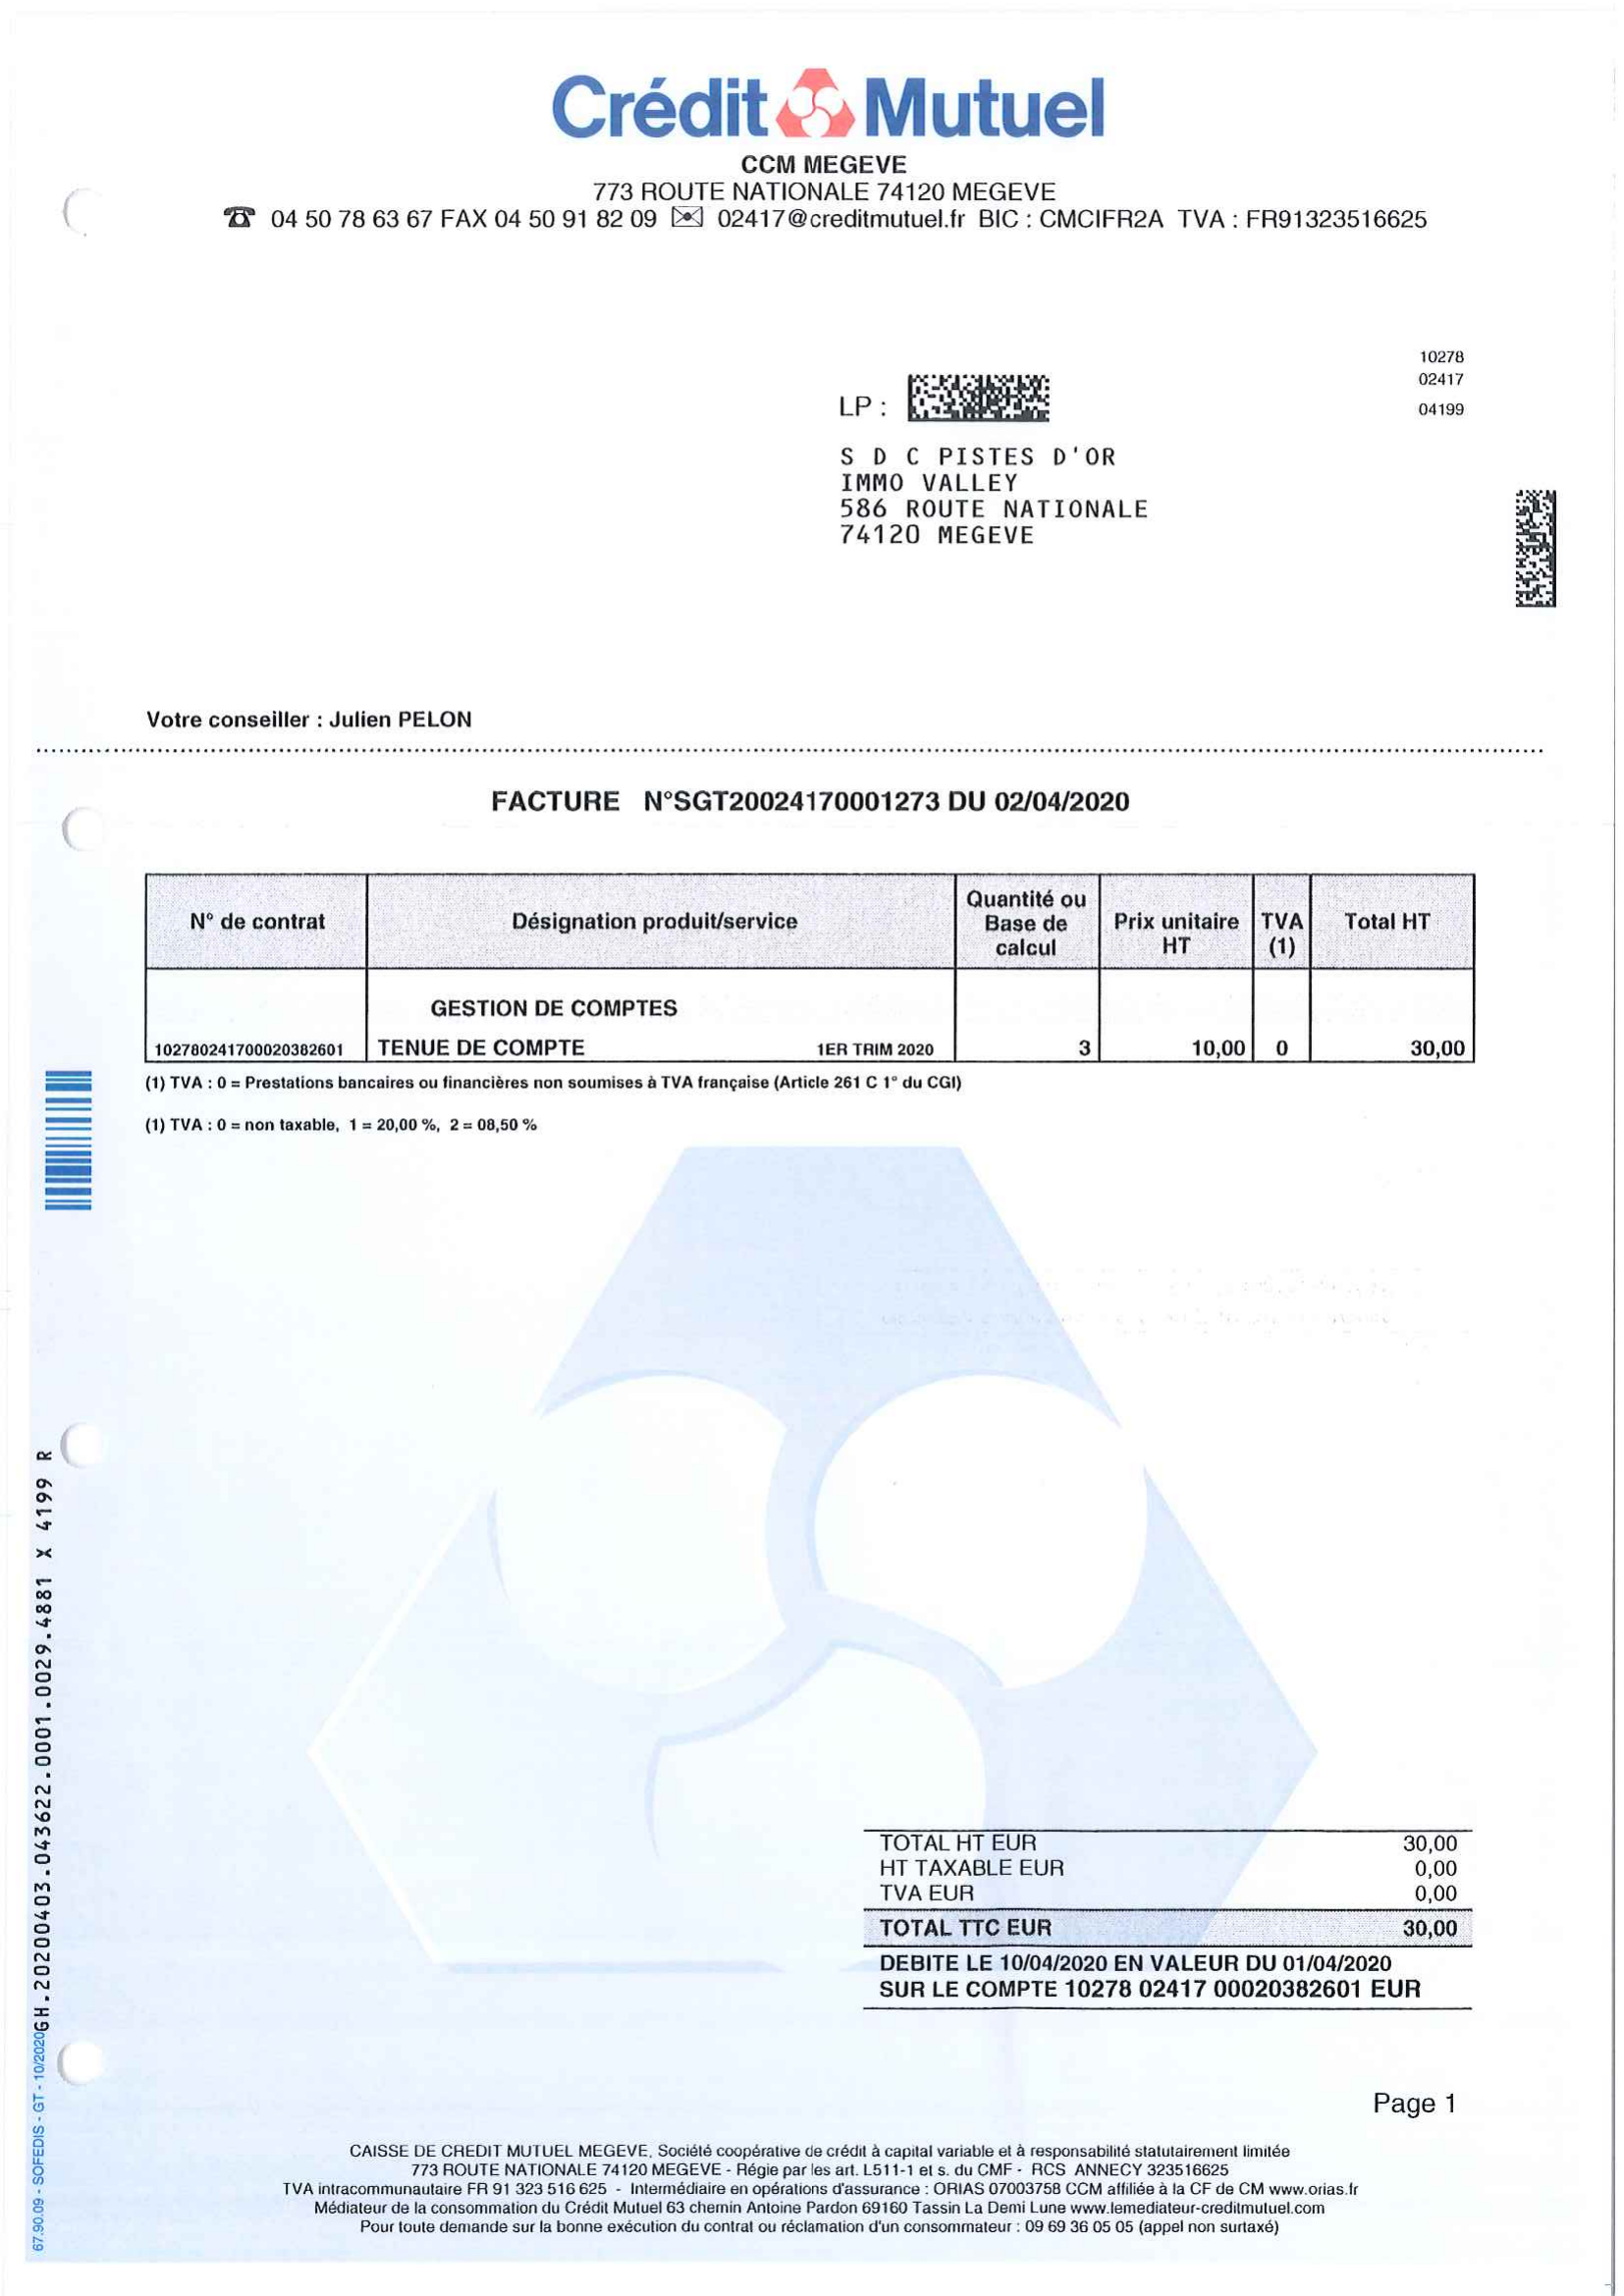 Crédit Mutuel
CCM MEGEVE
773 ROUTE NATIONALE 74120 MEGEVE
☎ 04 50 78 63 67 FAX 04 50 91 82 09 ✉ 02417@creditmutuel.fr BIC : CMCIFR2A TVA : FR91323516625
10278
02417
04199
LP :
S D C PISTES D'OR
IMMO VALLEY
586 ROUTE NATIONALE
74120 MEGEVE
Votre conseiller : Julien PELON
FACTURE N°SGT20024170001273 DU 02/04/2020
N° de contrat Désignation produit/service Quantité ou Base de calcul Prix unitaire HT TVA (1) Total HT
GESTION DE COMPTES
102780241700020382601 TENUE DE COMPTE 1ER TRIM 2020 3 10,00 0 30,00
(1) TVA : 0 = Prestations bancaires ou financières non soumises à TVA française (Article 261 C 1° du CGI)
(1) TVA : 0 = non taxable, 1 = 20,00 %, 2 = 08,50 %
TOTAL HT EUR 30,00
HT TAXABLE EUR 0,00
TVA EUR 0,00
TOTAL TTC EUR 30,00
DEBITE LE 10/04/2020 EN VALEUR DU 01/04/2020
SUR LE COMPTE 10278 02417 00020382601 EUR
67.90.09 - SOFEDIS - GT - 10/2020
GH.20200403.043622.0001.0029.4881 X 4199 R
Page 1
CAISSE DE CREDIT MUTUEL MEGEVE, Société coopérative de crédit à capital variable et à responsabilité statutairement limitée
773 ROUTE NATIONALE 74120 MEGEVE - Régie par les art. L511-1 et s. du CMF - RCS ANNECY 323516625
TVA intracommunautaire FR 91 323 516 625 - Intermédiaire en opérations d'assurance : ORIAS 07003758 CCM affiliée à la CF de CM www.orias.fr
Médiateur de la consommation du Crédit Mutuel 63 chemin Antoine Pardon 69160 Tassin La Demi Lune www.lemediateur-creditmutuel.com
Pour toute demande sur la bonne exécution du contrat ou réclamation d'un consommateur : 09 69 36 05 05 (appel non surtaxé)